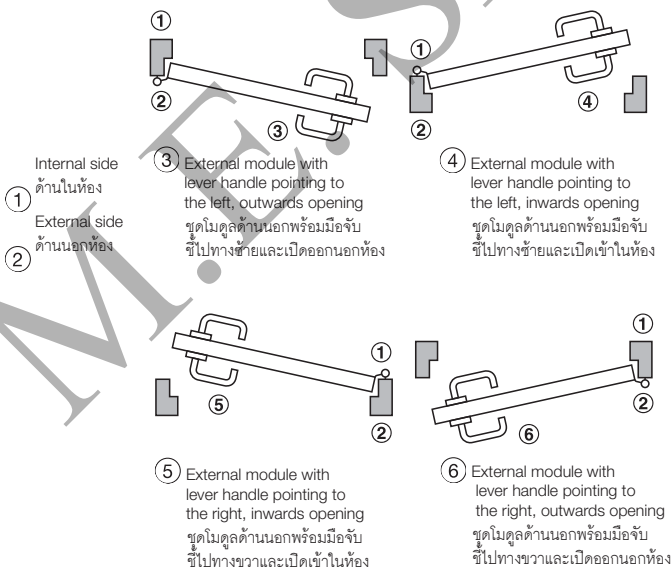 ①
②
③
①
②
④
Internal side
ด้านในห้อง
①
External side
ด้านนอกห้อง
②
③ External module with
lever handle pointing to
the left, outwards opening
ชุดโมดูลด้านนอกพร้อมมือจับ
ชี้ไปทางซ้ายและเปิดออกนอกห้อง
④ External module with
lever handle pointing to
the left, inwards opening
ชุดโมดูลด้านนอกพร้อมมือจับ
ชี้ไปทางซ้ายและเปิดเข้าในห้อง
①
②
⑤
①
②
⑥
⑤ External module with
lever handle pointing to
the right, inwards opening
ชุดโมดูลด้านนอกพร้อมมือจับ
ชี้ไปทางขวาและเปิดเข้าในห้อง
⑥ External module with
lever handle pointing to
the right, outwards opening
ชุดโมดูลด้านนอกพร้อมมือจับ
ชี้ไปทางขวาและเปิดออกนอกห้อง
M.E.